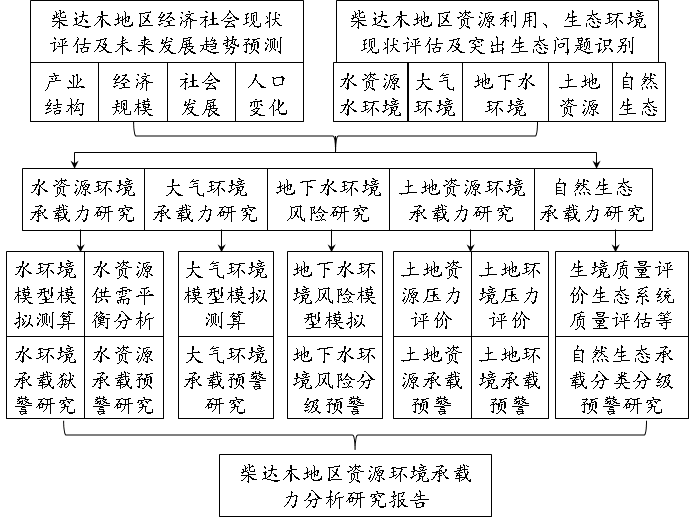 柴达木地区经济社会现状
评估及未来发展趋势预测
产业
结构
经济
规模
社会
发展
人口
变化
柴达木地区资源利用、生态环境
现状评估及突出生态问题识别
水资源
水环境
大气
环境
地下水
环境
土地
资源
自然
生态
水资源环境
承载力研究
大气环境
承载力研究
地下水环境
风险研究
土地资源环境
承载力研究
自然生态
承载力研究
水环境
模型模
拟测算
水资源
供需平
衡分析
大气环境
模型模拟
测算
地下水环
境风险模
型模拟
土地资
源压力
评价
土地环
境压力
评价
生境质量评
价生态系统
质量评估等
水环境
承载狱
警研究
水资源
承载预
警研究
大气环境
承载预警
研究
地下水环
境风险分
级预警
土地资
源承载
预警
土地环
境承载
预警
自然生态承
载分类分级
预警研究
柴达木地区资源环境承载
力分析研究报告